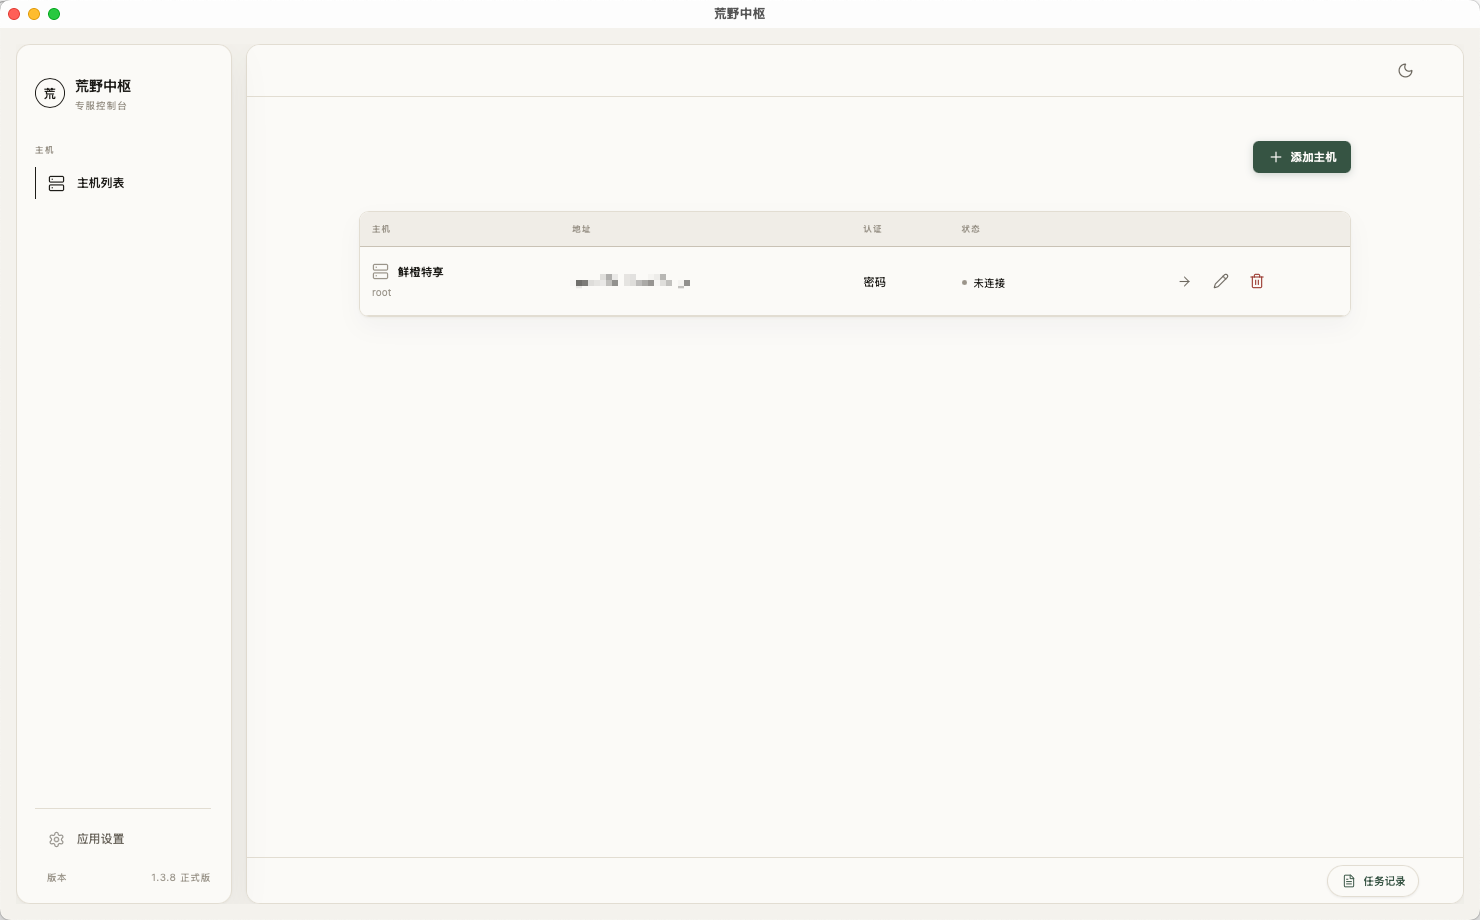 荒野中枢
荒
荒野中枢
专服控制台
主机
主机列表
添加主机
主机 地址 认证 状态
鲜橙特享
root
密码
未连接
应用设置
版本 1.3.8 正式版
任务记录